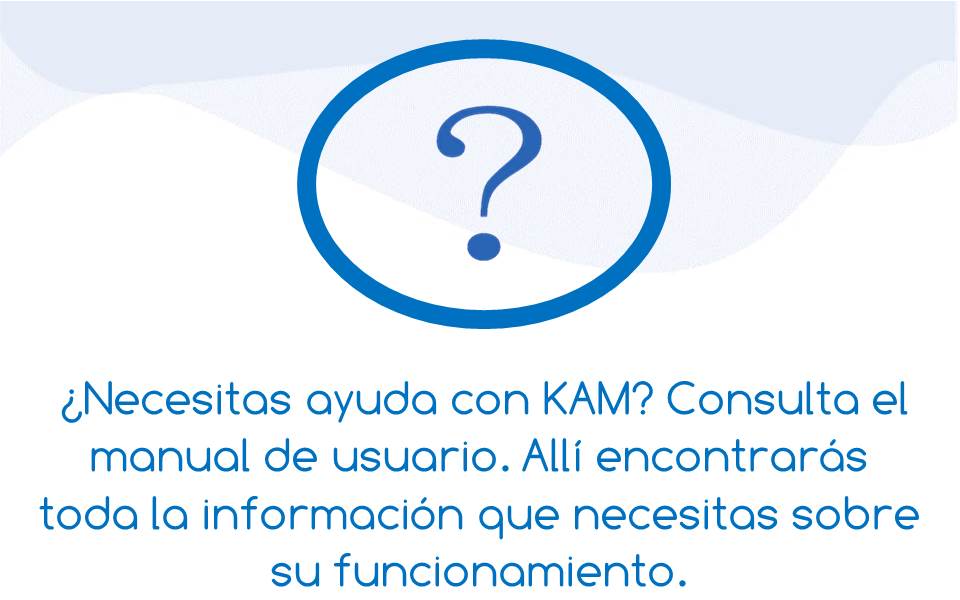 ?
¿Necesitas ayuda con KAM? Consulta el
manual de usuario. Allí encontrarás
toda la información que necesitas sobre
su funcionamiento.